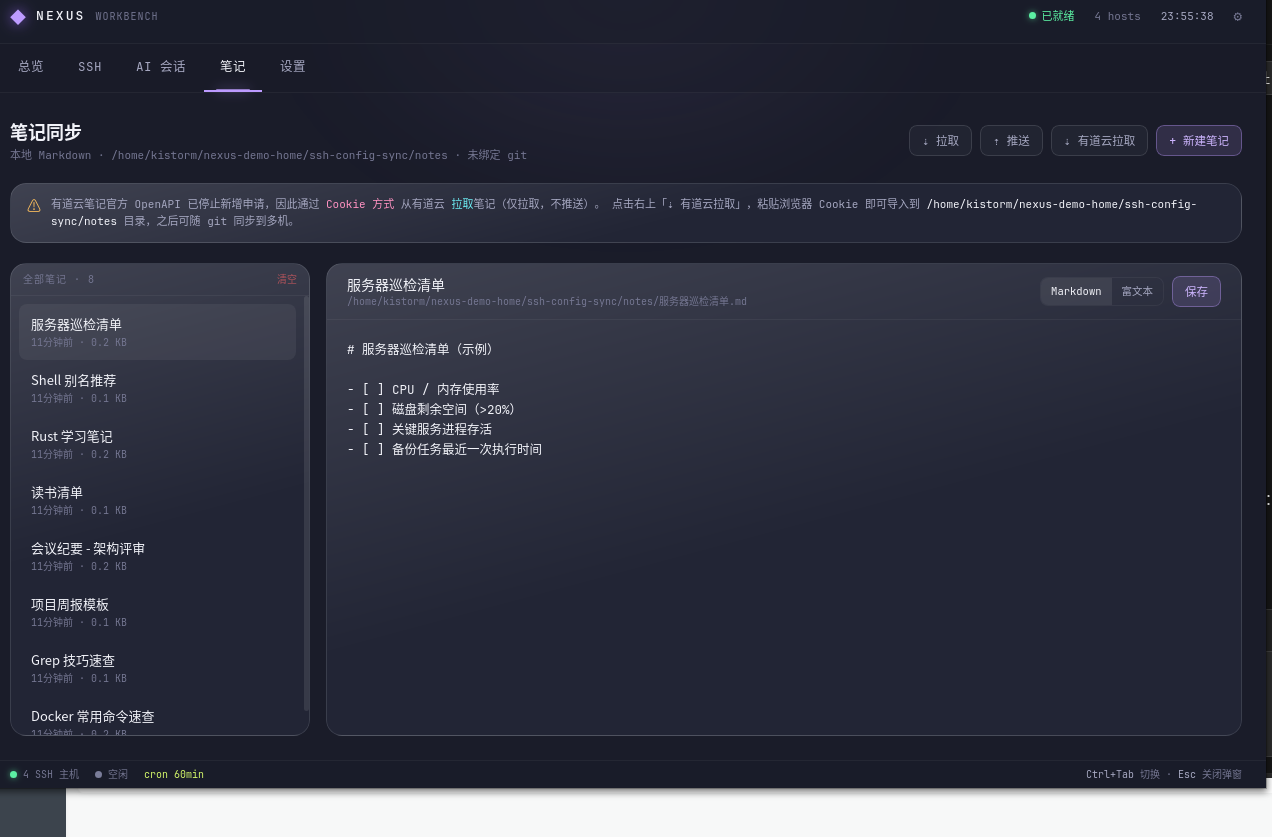 NEXUS WORKBENCH
已就绪 4 hosts 23:55:38
总览 SSH AI 会话 笔记 设置
笔记同步
本地 Markdown · /home/kistorm/nexus-demo-home/ssh-config-sync/notes · 未绑定 git
↓ 拉取 ↑ 推送 ↓ 有道云拉取 + 新建笔记
有道云笔记官方 OpenAPI 已停止新增申请，因此通过 Cookie 方式 从有道云 拉取笔记（仅拉取，不推送）。 点击右上「↓ 有道云拉取」，粘贴浏览器 Cookie 即可导入到 /home/kistorm/nexus-demo-home/ssh-config-
sync/notes 目录，之后可随 git 同步到多机。
全部笔记 · 8 清空
服务器巡检清单
11分钟前 · 0.2 KB
Shell 别名推荐
11分钟前 · 0.1 KB
Rust 学习笔记
11分钟前 · 0.2 KB
读书清单
11分钟前 · 0.1 KB
会议纪要 - 架构评审
11分钟前 · 0.2 KB
项目周报模板
11分钟前 · 0.1 KB
Grep 技巧速查
11分钟前 · 0.1 KB
Docker 常用命令速查
11分钟前 · 0.2 KB
服务器巡检清单
/home/kistorm/nexus-demo-home/ssh-config-sync/notes/服务器巡检清单.md
Markdown 富文本 保存
# 服务器巡检清单（示例）
- [ ] CPU / 内存使用率
- [ ] 磁盘剩余空间（>20%）
- [ ] 关键服务进程存活
- [ ] 备份任务最近一次执行时间
4 SSH 主机 空闲 cron 60min
Ctrl+Tab 切换 · Esc 关闭弹窗